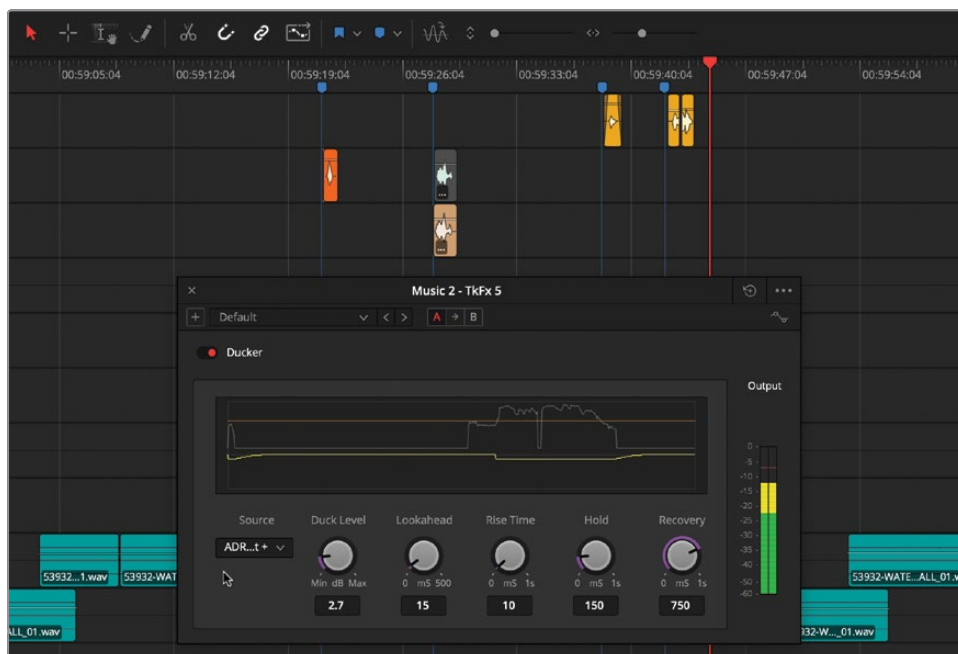 00:59:05:04 00:59:12:04 00:59:19:04 00:59:26:04 00:59:33:04 00:59:40:04 00:59:47:04 00:59:54:04
Music 2 - TkFx 5
Default A B
Ducker
Output
0 -
-5 -
-10 -
-15 -
-20 -
-25 -
-30 -
-35 -
-40 -
-50 -
-60 -
Source Duck Level Lookahead Rise Time Hold Recovery
ADR...t +
Min dB Max 0 mS 500 0 mS 1s 0 mS 1s 0 mS 1s
2.7 15 10 150 750
53932...1.wav 53932-WAT 53932-WATE...ALL_01.w
ALL_01.wav 932-W..._01.wav